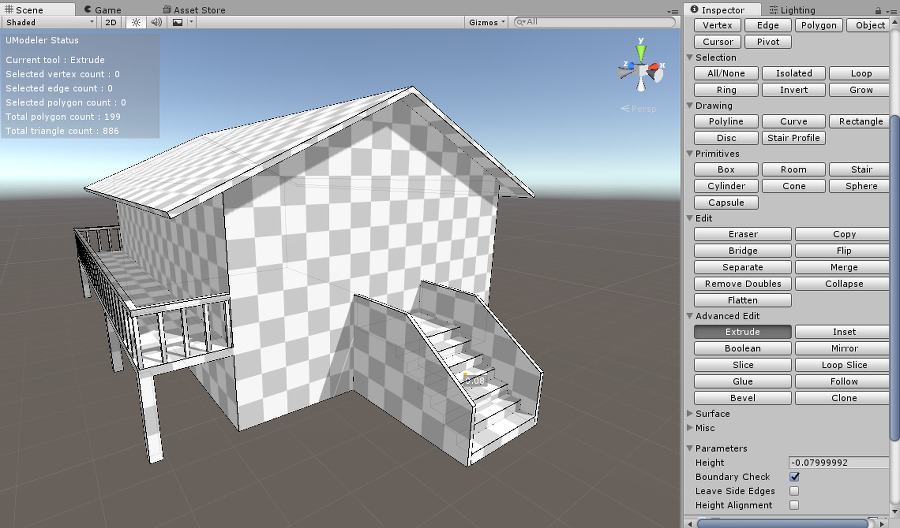 Scene
Game
Asset Store
Shaded
2D
Gizmos
All
UModeler Status
Current tool : Extrude
Selected vertex count : 0
Selected edge count : 0
Selected polygon count : 0
Total polygon count : 199
Total triangle count : 886
y
z
x
Persp
0.08
Inspector
Lighting
Vertex
Edge
Polygon
Object
Cursor
Pivot
Selection
All/None
Isolated
Loop
Ring
Invert
Grow
Drawing
Polyline
Curve
Rectangle
Disc
Stair Profile
Primitives
Box
Room
Stair
Cylinder
Cone
Sphere
Capsule
Edit
Eraser
Copy
Bridge
Flip
Separate
Merge
Remove Doubles
Collapse
Flatten
Advanced Edit
Extrude
Inset
Boolean
Mirror
Slice
Loop Slice
Glue
Follow
Bevel
Clone
Surface
Misc
Parameters
Height
-0.07999992
Boundary Check
Leave Side Edges
Height Alignment